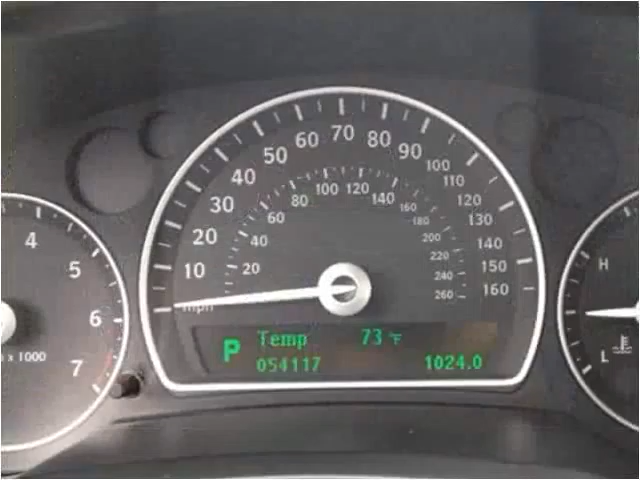 10 20 30 40 50 60 70 80 90 100 110 120 130 140 150 160
20 40 60 80 100 120 140 160 180 200 220 240 260
mph
4
5
6
7
x 1000
H
L
P Temp 73 °F
054117 1024.0